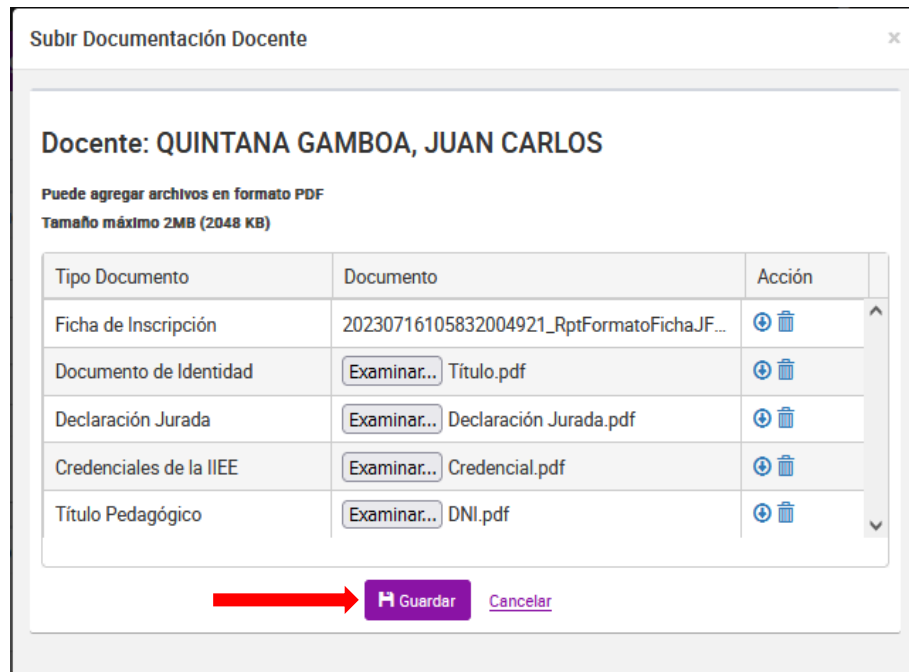 Subir Documentación Docente ×
Docente: QUINTANA GAMBOA, JUAN CARLOS
Puede agregar archivos en formato PDF
Tamaño máximo 2MB (2048 KB)
Tipo Documento Documento Acción
Ficha de Inscripción 20230716105832004921_RptFormatoFichaJF...
Documento de Identidad Examinar... Título.pdf
Declaración Jurada Examinar... Declaración Jurada.pdf
Credenciales de la IIEE Examinar... Credencial.pdf
Título Pedagógico Examinar... DNI.pdf
Guardar Cancelar